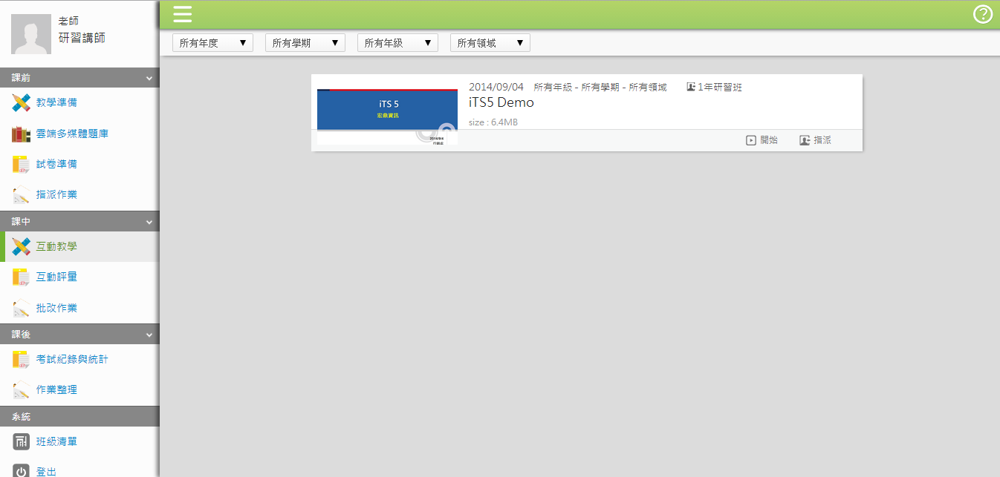 老師
研習講師
課前
教學準備
雲端多媒體題庫
試卷準備
指派作業
課中
互動教學
互動評量
批改作業
課後
考試紀錄與統計
作業整理
系統
班級清單
登出
所有年度 ▼ 所有學期 ▼ 所有年級 ▼ 所有領域 ▼
iTS 5
宏鼎資訊
2014/9/4
2014/09/04 所有年級 - 所有學期 - 所有領域 1年研習班
iTS5 Demo
size : 6.4MB
開始 指派